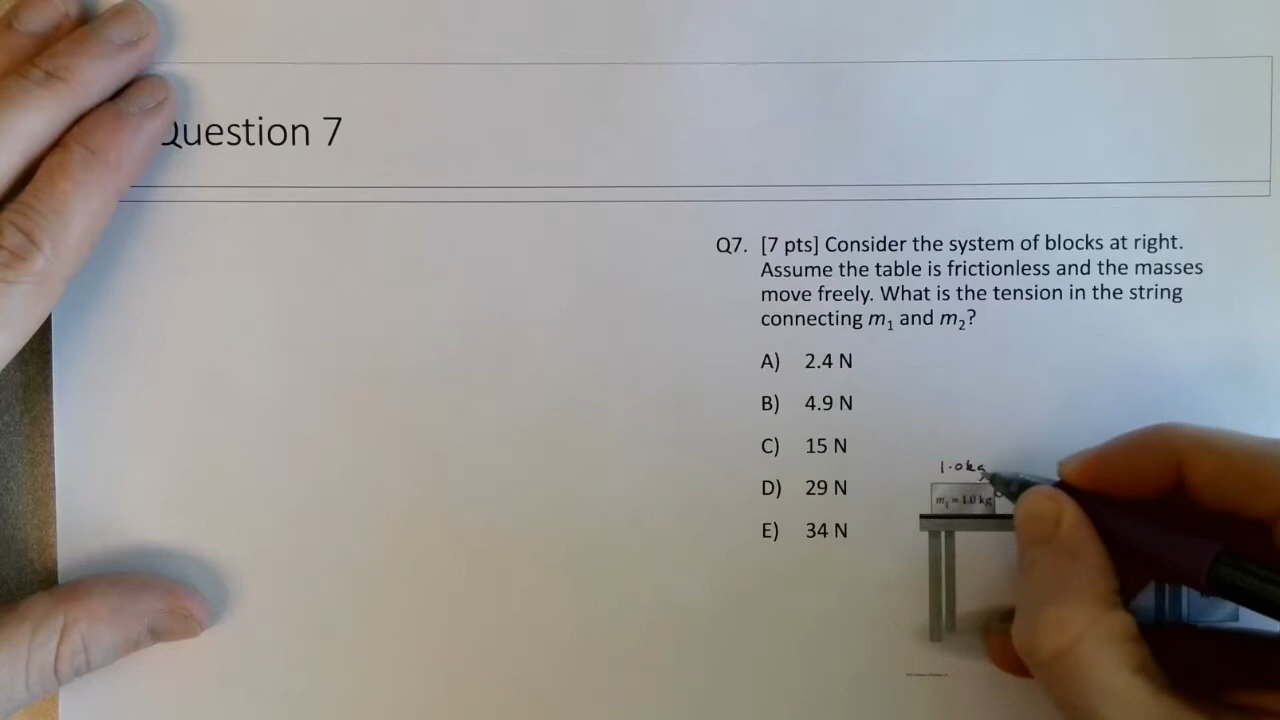 Question 7
Q7. [7 pts] Consider the system of blocks at right.
Assume the table is frictionless and the masses
move freely. What is the tension in the string
connecting m₁ and m₂?
A) 2.4 N
B) 4.9 N
C) 15 N
D) 29 N
E) 34 N
1.0kg
m₁ = 1.0 kg